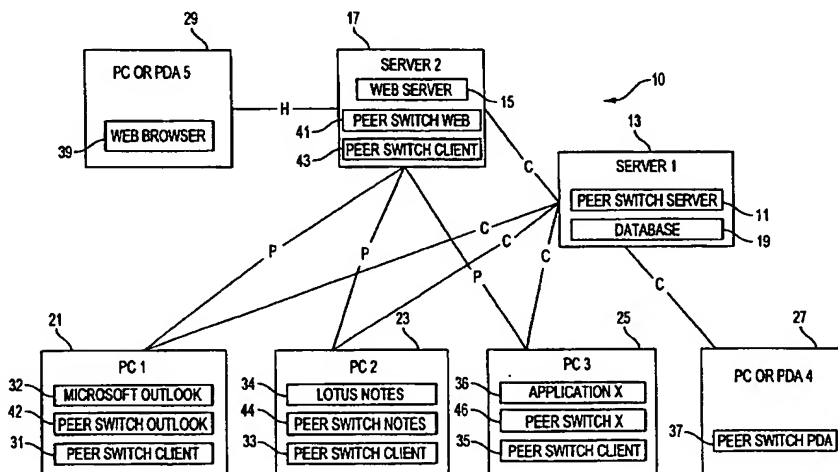 29
PC OR PDA 5
39
WEB BROWSER
H
17
SERVER 2
WEB SERVER
15
41
PEER SWITCH WEB
43
PEER SWITCH CLIENT
10
13
SERVER 1
PEER SWITCH SERVER
11
DATABASE
19
C
P
P
P
C
C
C
C
21
PC 1
32
MICROSOFT OUTLOOK
42
PEER SWITCH OUTLOOK
31
PEER SWITCH CLIENT
23
PC 2
34
LOTUS NOTES
44
PEER SWITCH NOTES
33
PEER SWITCH CLIENT
25
PC 3
36
APPLICATION X
46
PEER SWITCH X
35
PEER SWITCH CLIENT
27
PC OR PDA 4
37
PEER SWITCH PDA